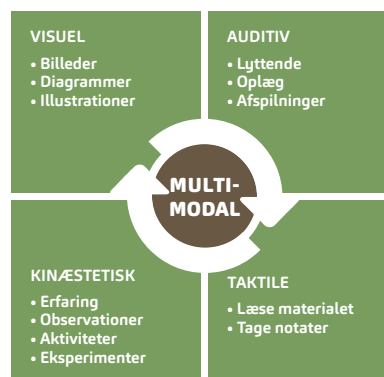 VISUEL
• Billeder
• Diagrammer
• Illustrationer
AUDITIV
• Lyttende
• Oplæg
• Afspilninger
MULTI-
MODAL
KINÆSTETISK
• Erfaring
• Observationer
• Aktiviteter
• Eksperimenter
TAKTILE
• Læse materialet
• Tage notater